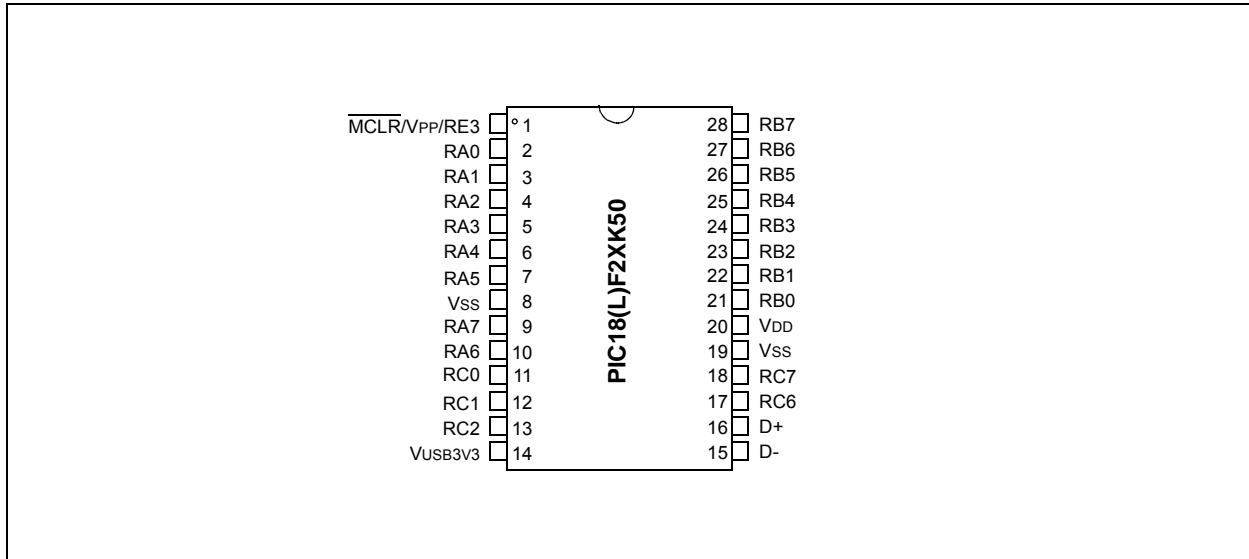 MCLR/VPP/RE3 1 28 RB7
RA0 2 27 RB6
RA1 3 26 RB5
RA2 4 25 RB4
RA3 5 24 RB3
RA4 6 23 RB2
RA5 7 22 RB1
VSS 8 21 RB0
RA7 9 20 VDD
RA6 10 19 VSS
RC0 11 18 RC7
RC1 12 17 RC6
RC2 13 16 D+
VUSB3V3 14 15 D-
PIC18(L)F2XK50